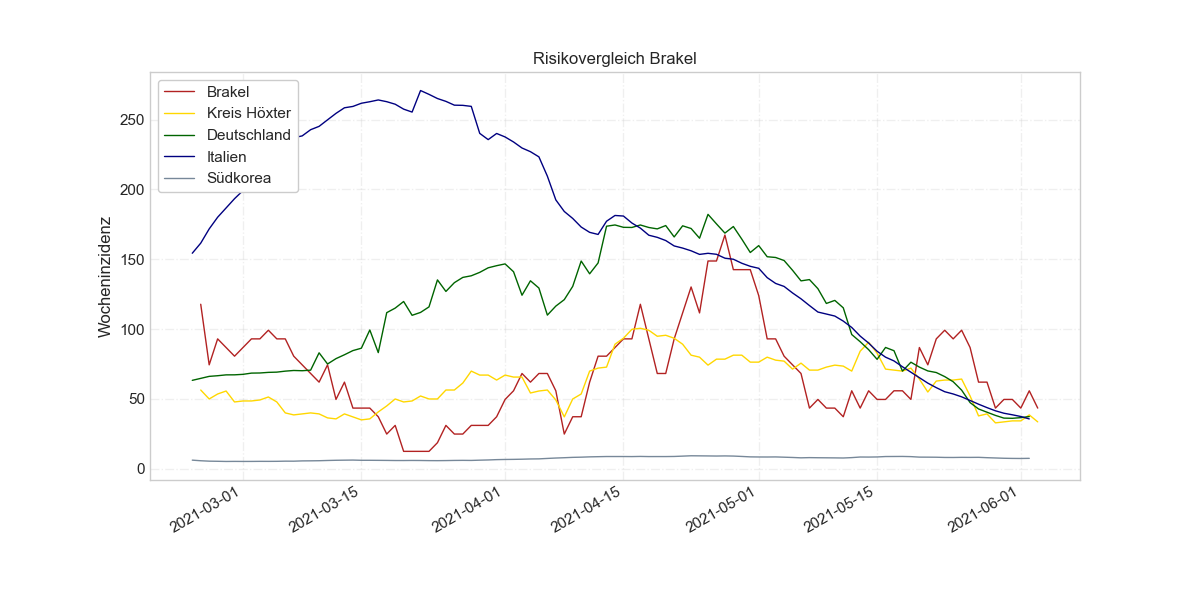 Risikovergleich Brakel
Brakel
Kreis Höxter
Deutschland
Italien
Südkorea
Wocheninzidenz
250
200
150
100
50
0
2021-03-01
2021-03-15
2021-04-01
2021-04-15
2021-05-01
2021-05-15
2021-06-01